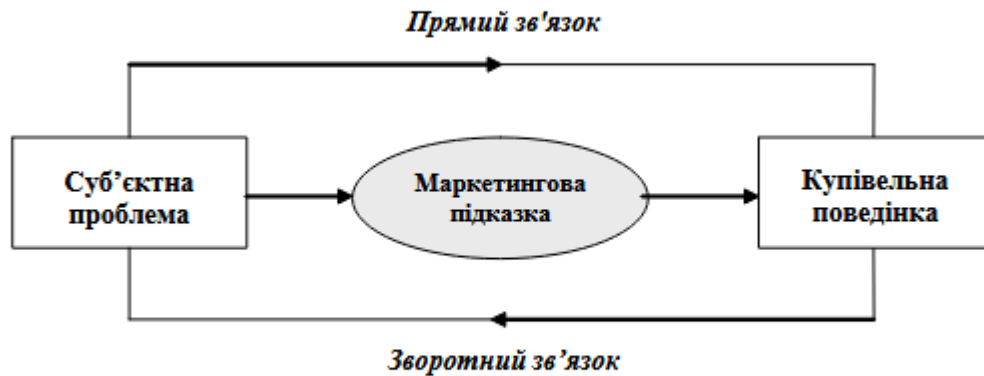 Прямий зв'язок
Суб’єктна
проблема
Маркетингова
підказка
Купівельна
поведінка
Зворотний зв’язок